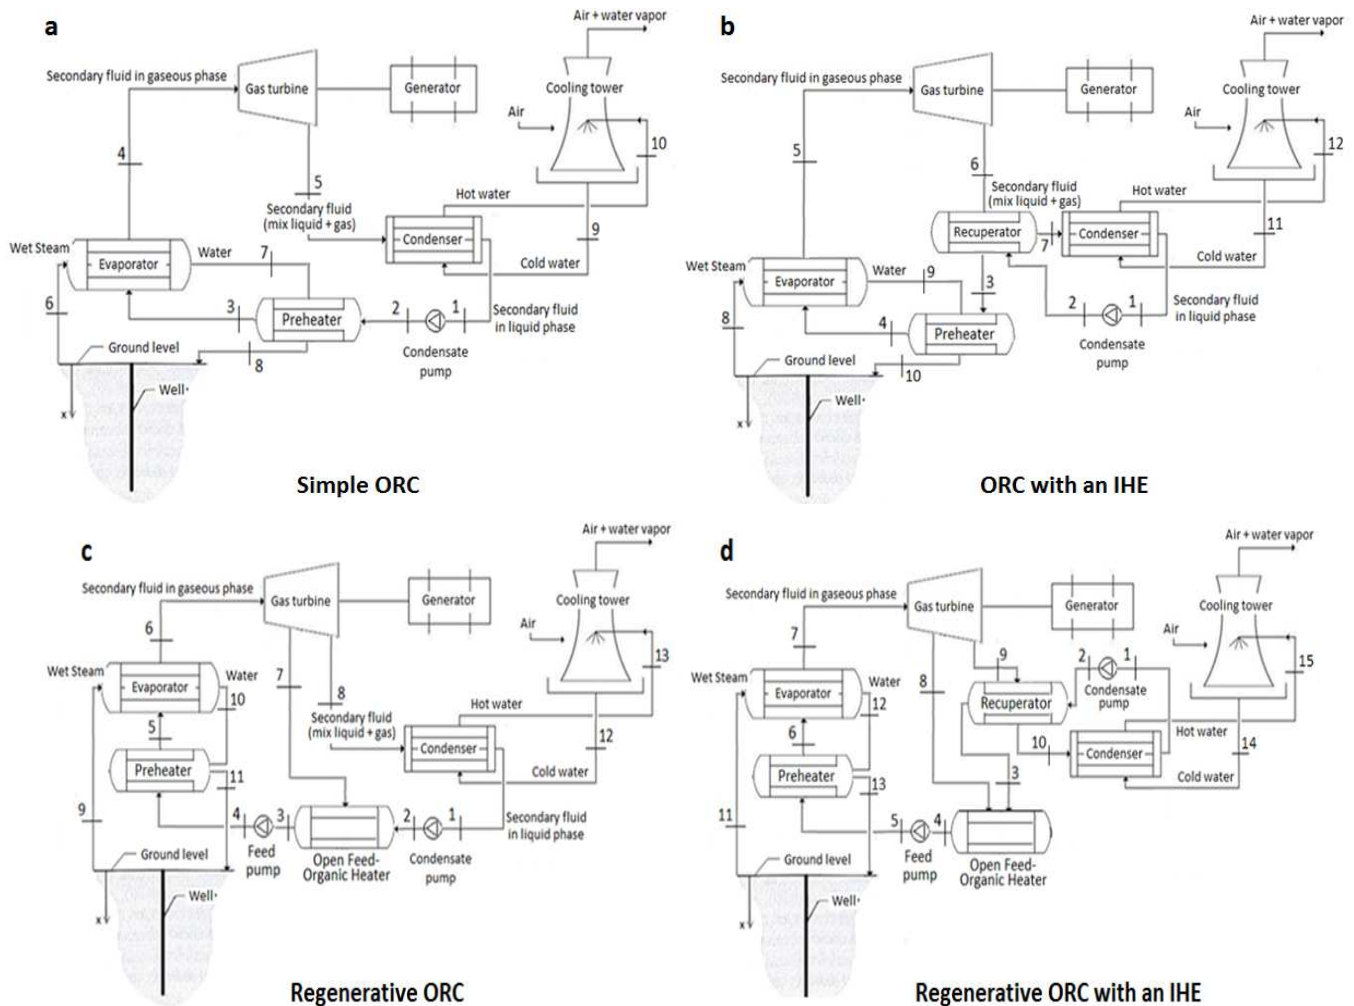 a
Air + water vapor
Secondary fluid in gaseous phase
Gas turbine
Generator
Cooling tower
Air
10
4
5
Secondary fluid
(mix liquid + gas)
Hot water
Condenser
9
Cold water
Wet Steam
Evaporator
Water
7
6
3
Preheater
2
1
Secondary fluid
in liquid phase
Condensate
pump
Ground level
8
Well
x
Simple ORC
b
Air + water vapor
Secondary fluid in gaseous phase
Gas turbine
Generator
Cooling tower
Air
12
5
6
Secondary fluid
(mix liquid + gas)
Hot water
Recuperator
7
Condenser
11
Cold water
Wet Steam
Evaporator
Water
9
3
8
4
Preheater
2
1
Secondary fluid
in liquid phase
Condensate
pump
Ground level
10
Well
x
ORC with an IHE
c
Air + water vapor
Secondary fluid in gaseous phase
Gas turbine
Generator
Cooling tower
Air
6
13
7
8
Wet Steam
Evaporator
Water
10
Secondary fluid
(mix liquid + gas)
Hot water
Condenser
12
Cold water
5
Preheater
11
9
4
3
2
1
Secondary fluid
in liquid phase
Feed
pump
Open Feed-
Organic Heater
Condensate
pump
Ground level
Well
x
Regenerative ORC
d
Air + water vapor
Secondary fluid in gaseous phase
Gas turbine
Generator
Cooling tower
Air
7
9
2
1
15
Condensate
pump
8
Wet Steam
Evaporator
Water
12
Recuperator
Hot water
6
10
Condenser
14
Cold water
Preheater
13
3
11
5
4
Feed
pump
Open Feed-
Organic Heater
Ground level
Well
x
Regenerative ORC with an IHE